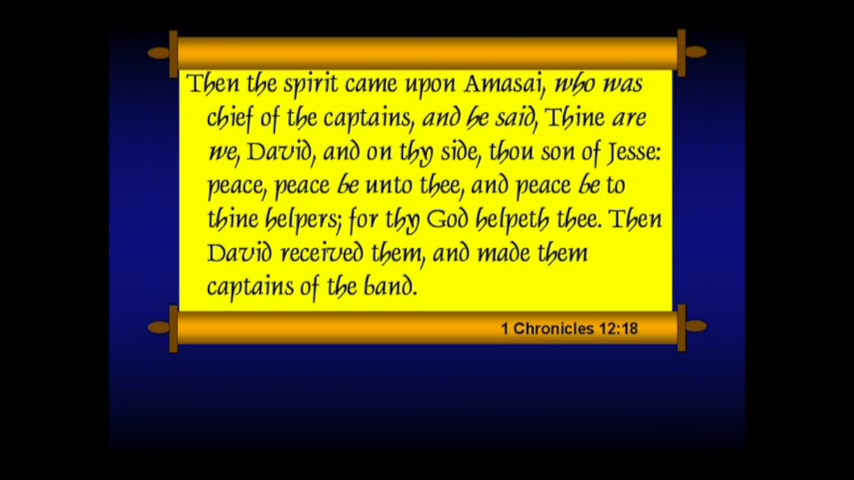 Then the spirit came upon Amasai, who was
chief of the captains, and he said, Thine are
we, David, and on thy side, thou son of Jesse:
peace, peace be unto thee, and peace be to
thine helpers; for thy God helpeth thee. Then
David received them, and made them
captains of the band.
1 Chronicles 12:18